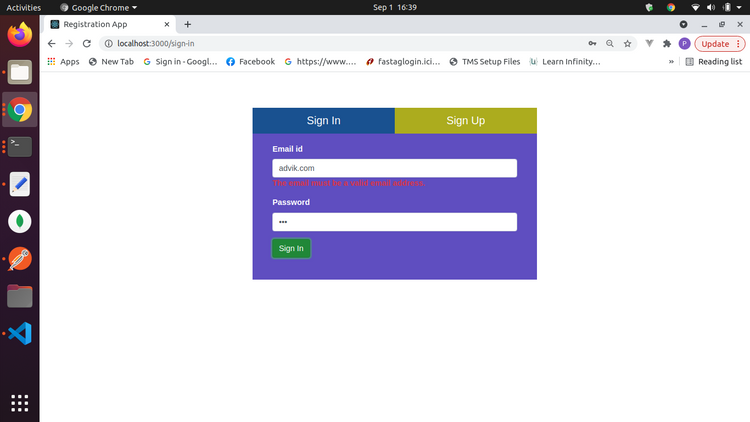 Activities
Google Chrome
Sep 1 16:39
Registration App
localhost:3000/sign-in
P
Update
Apps
New Tab
Sign in - Googl…
Facebook
https://www.…
fastaglogin.ici…
TMS Setup Files
Learn Infinity…
»
Reading list
Sign In
Sign Up
Email id
advik.com
The email must be a valid email address.
Password
•••
Sign In